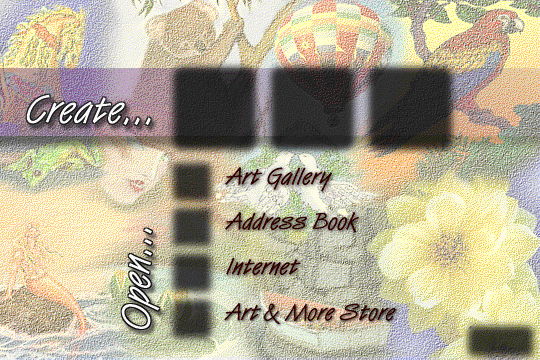 Create...
Art Gallery
Address Book
Open...
Internet
Art & More Store